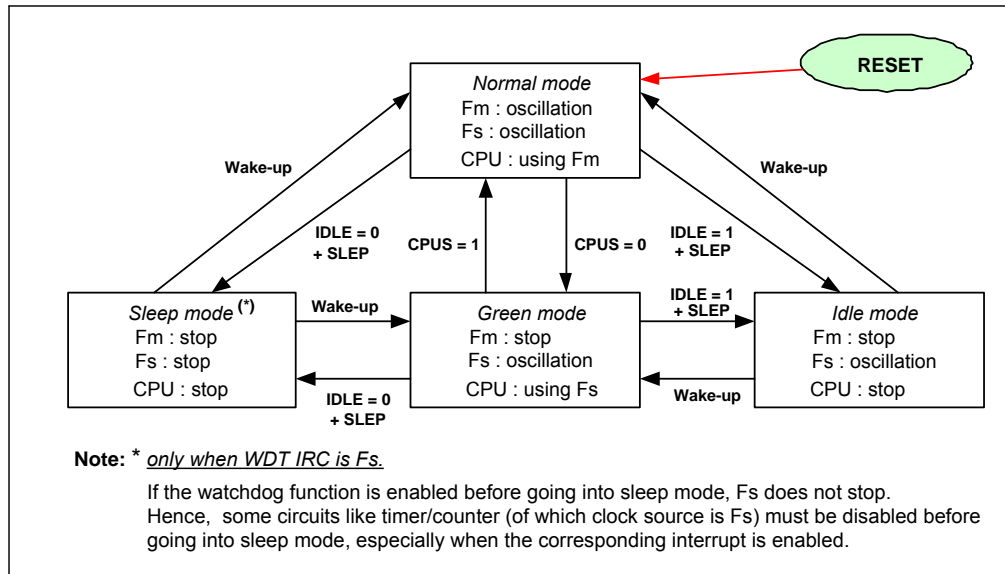 RESET
Normal mode
Fm : oscillation
Fs : oscillation
CPU : using Fm
Wake-up
Wake-up
IDLE = 0
+ SLEP
CPUS = 1
CPUS = 0
IDLE = 1
+ SLEP
Sleep mode (*)
Fm : stop
Fs : stop
CPU : stop
Wake-up
IDLE = 0
+ SLEP
Green mode
Fm : stop
Fs : oscillation
CPU : using Fs
IDLE = 1
+ SLEP
Wake-up
Idle mode
Fm : stop
Fs : oscillation
CPU : stop
Note: * only when WDT IRC is Fs.
If the watchdog function is enabled before going into sleep mode, Fs does not stop.
Hence, some circuits like timer/counter (of which clock source is Fs) must be disabled before
going into sleep mode, especially when the corresponding interrupt is enabled.